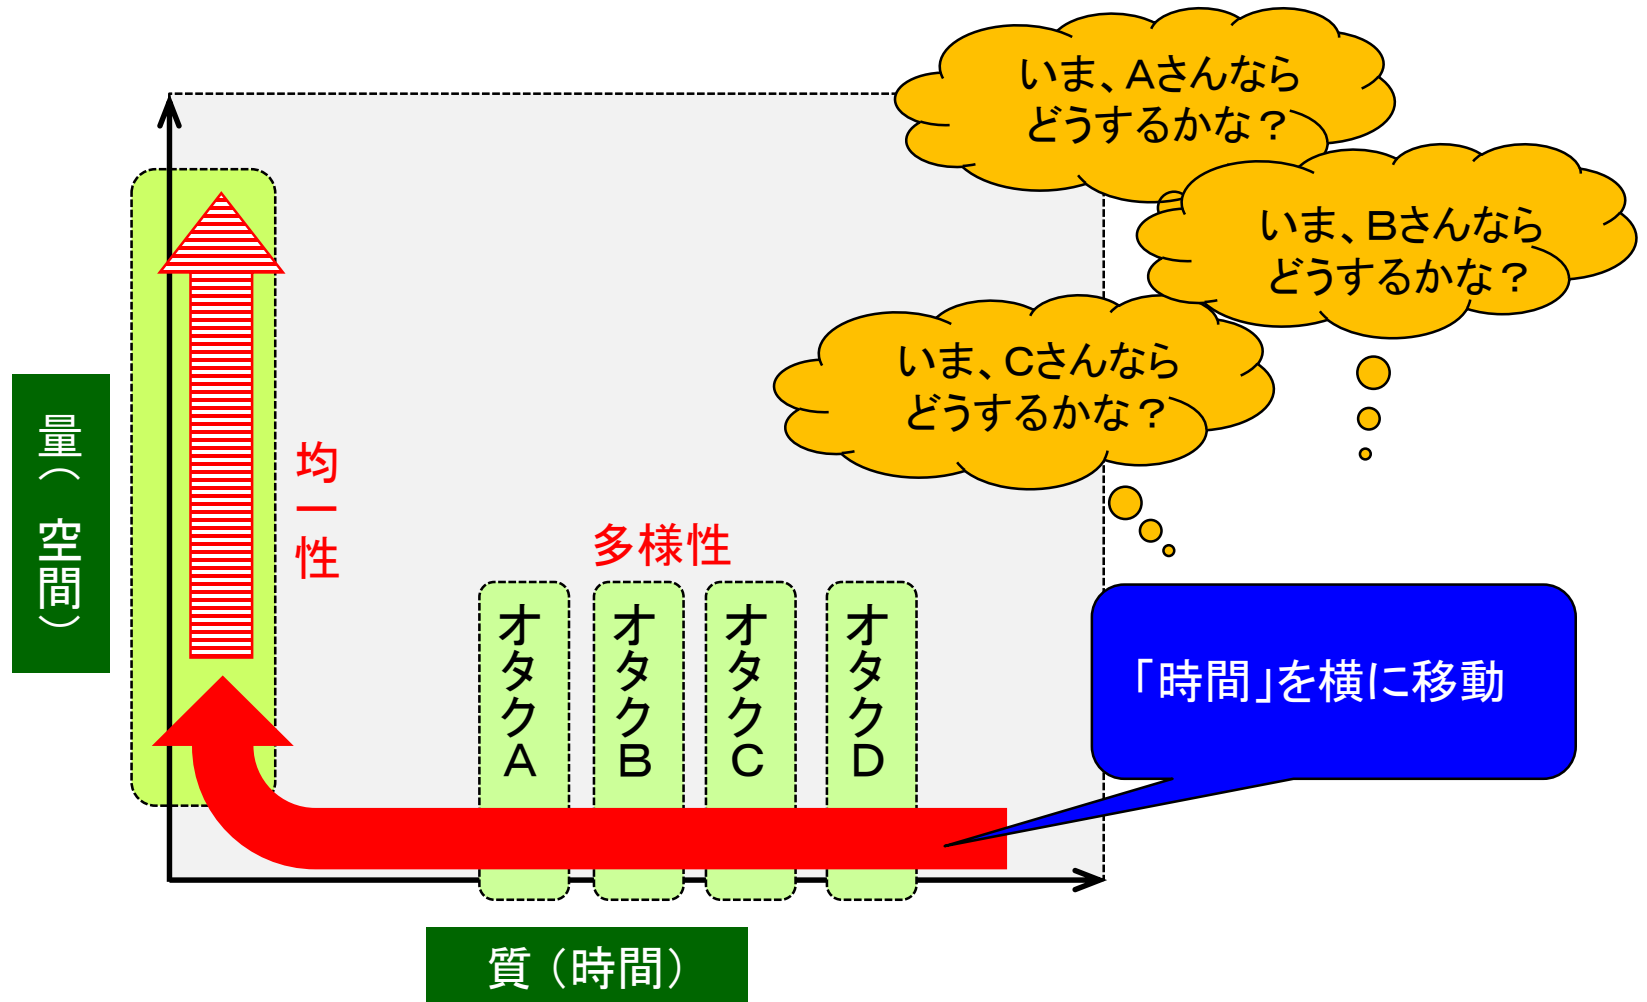 いま、Aさんなら
どうするかな？
いま、Bさんなら
どうするかな？
いま、Cさんなら
どうするかな？
量（ 空間）
均一性
多様性
オタクA
オタクB
オタクC
オタクD
「時間」を横に移動
質（時間）